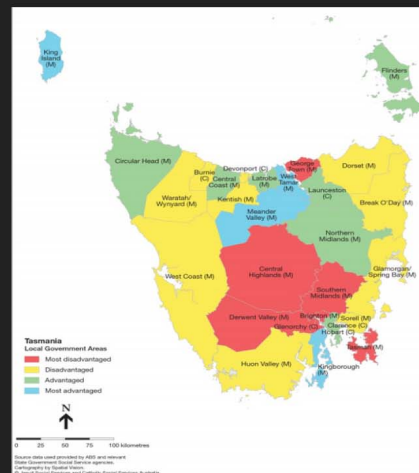 King
Island
(M)
Flinders
(M)
Circular Head (M)
Waratah/
Wynyard (M)
Burnie
(C)
Central
Coast (M)
Devonport (C)
Latrobe
(M)
Kentish (M)
West
Tamar
(M)
George
Town (M)
Launceston
(C)
Dorset (M)
Break O'Day (M)
Meander
Valley (M)
Northern
Midlands (M)
West Coast (M)
Central
Highlands (M)
Southern
Midlands (M)
Glamorgan/
Spring Bay (M)
Derwent Valley (M)
Brighton (M)
Glenorchy (C)
Sorell (M)
Clarence (C)
Hobart (C)
Tasman (M)
Huon Valley (M)
Kingborough
(M)
Tasmania
Local Government Areas
Most disadvantaged
Disadvantaged
Advantaged
Most advantaged
N
0 25 50 75 100 kilometres
Source data used provided by ABS and relevant
State Government Social Service agencies.
Cartography by Spatial Vision.